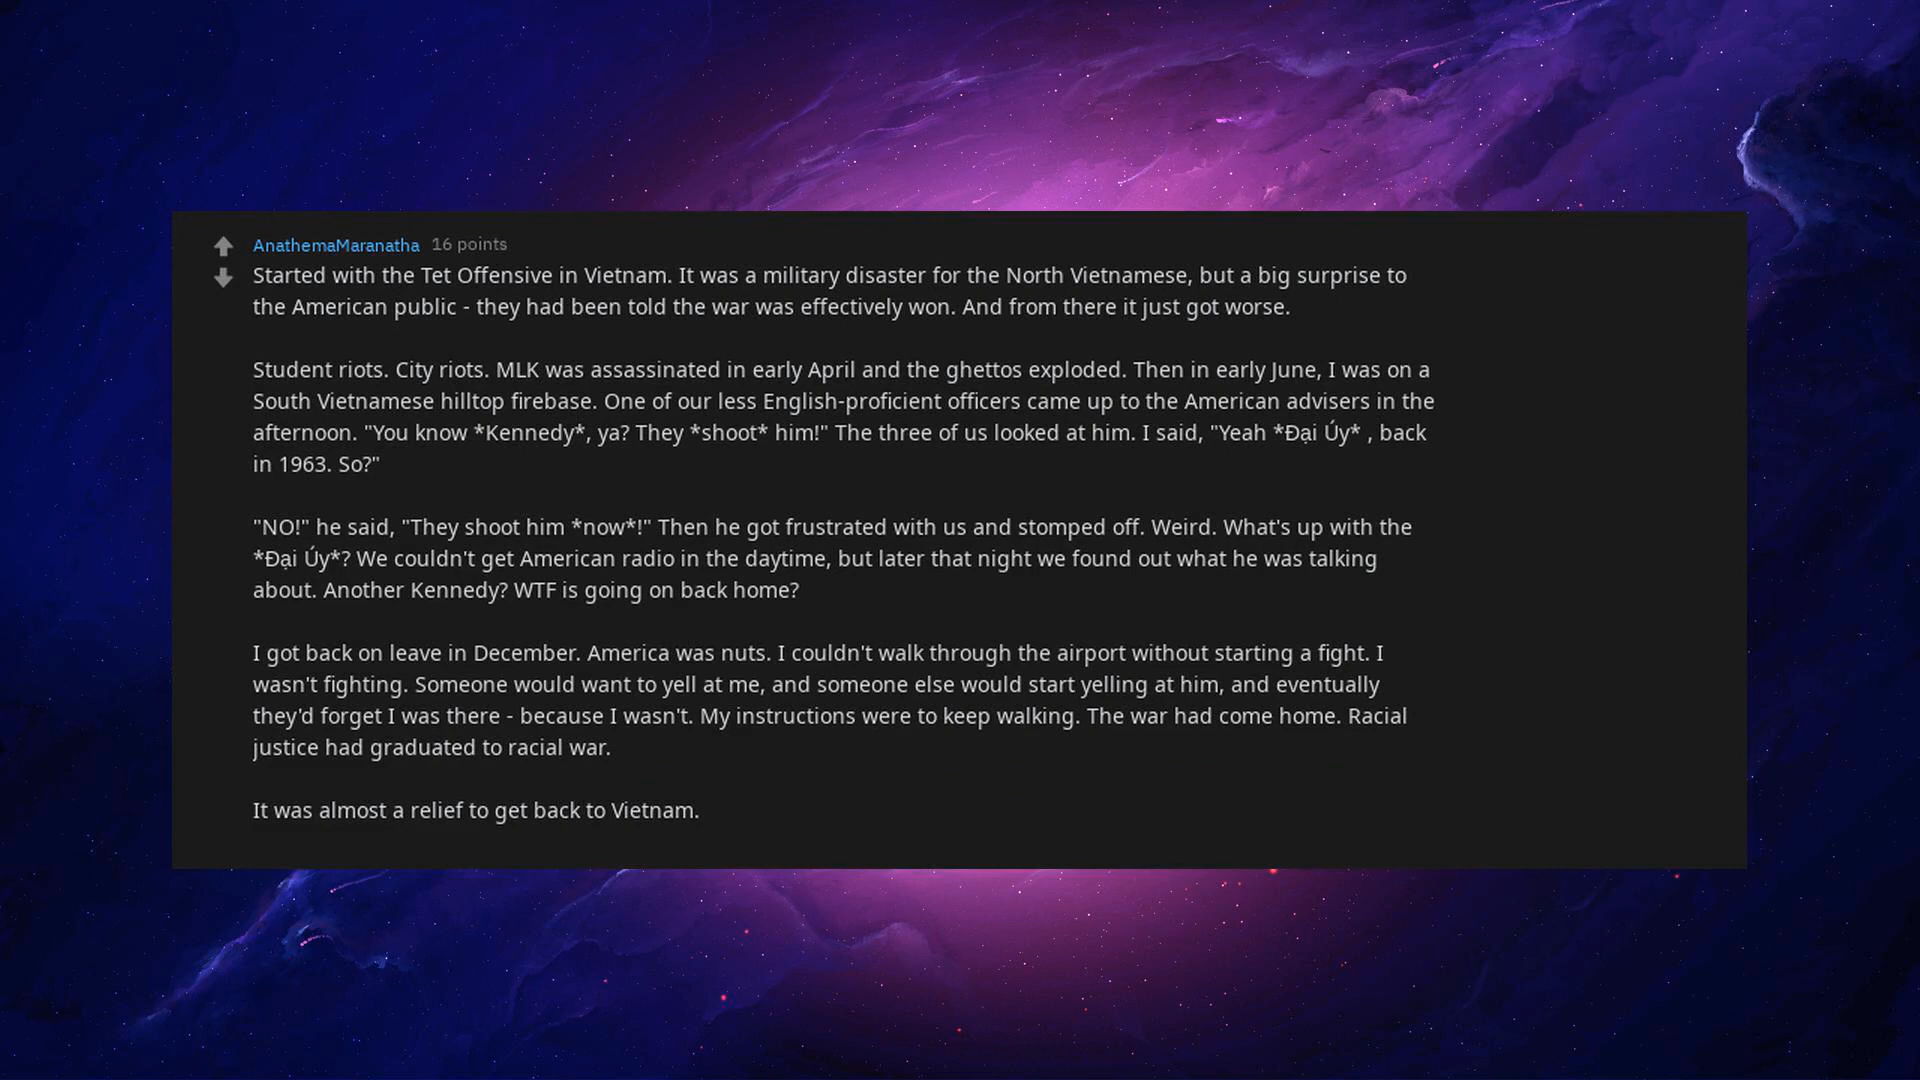 AnathemaMaranatha 16 points
Started with the Tet Offensive in Vietnam. It was a military disaster for the North Vietnamese, but a big surprise to
the American public - they had been told the war was effectively won. And from there it just got worse.
Student riots. City riots. MLK was assassinated in early April and the ghettos exploded. Then in early June, I was on a
South Vietnamese hilltop firebase. One of our less English-proficient officers came up to the American advisers in the
afternoon. "You know *Kennedy*, ya? They *shoot* him!" The three of us looked at him. I said, "Yeah *Đại Úy* , back
in 1963. So?"
"NO!" he said, "They shoot him *now*!" Then he got frustrated with us and stomped off. Weird. What's up with the
*Đại Úy*? We couldn't get American radio in the daytime, but later that night we found out what he was talking
about. Another Kennedy? WTF is going on back home?
I got back on leave in December. America was nuts. I couldn't walk through the airport without starting a fight. I
wasn't fighting. Someone would want to yell at me, and someone else would start yelling at him, and eventually
they'd forget I was there - because I wasn't. My instructions were to keep walking. The war had come home. Racial
justice had graduated to racial war.
It was almost a relief to get back to Vietnam.